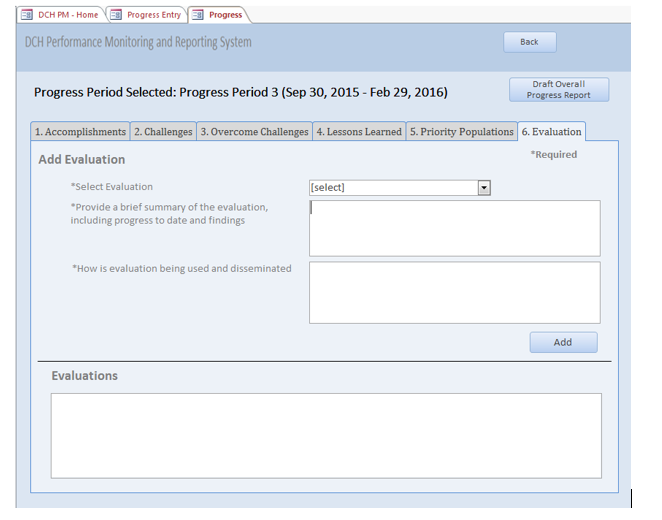 DCH PM - Home Progress Entry Progress
DCH Performance Monitoring and Reporting System
Back
Progress Period Selected: Progress Period 3 (Sep 30, 2015 - Feb 29, 2016)
Draft Overall
Progress Report
1. Accomplishments 2. Challenges 3. Overcome Challenges 4. Lessons Learned 5. Priority Populations 6. Evaluation
Add Evaluation
*Required
*Select Evaluation
[select]
*Provide a brief summary of the evaluation,
including progress to date and findings
*How is evaluation being used and disseminated
Add
Evaluations